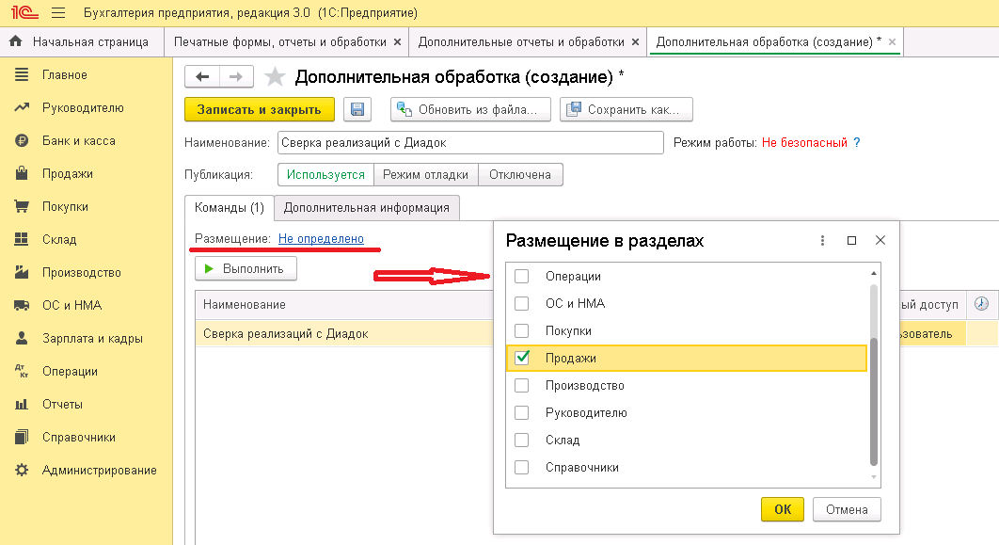 1С Бухгалтерия предприятия, редакция 3.0 (1С:Предприятие)
Начальная страница
Печатные формы, отчеты и обработки ×
Дополнительные отчеты и обработки ×
Дополнительная обработка (создание) * ×
Главное
Руководителю
Банк и касса
Продажи
Покупки
Склад
Производство
ОС и НМА
Зарплата и кадры
Дт
Кт
Операции
Отчеты
Справочники
Администрирование
Дополнительная обработка (создание) *
Записать и закрыть
Обновить из файла...
Сохранить как...
Наименование: Сверка реализаций с Диадок
Режим работы: Не безопасный ?
Публикация: Используется Режим отладки Отключена
Команды (1) Дополнительная информация
Размещение: Не определено
Выполнить
Наименование
ый доступ
Сверка реализаций с Диадок
ьзователь
Размещение в разделах
Операции
ОС и НМА
Покупки
Продажи
Производство
Руководителю
Склад
Справочники
ОК Отмена